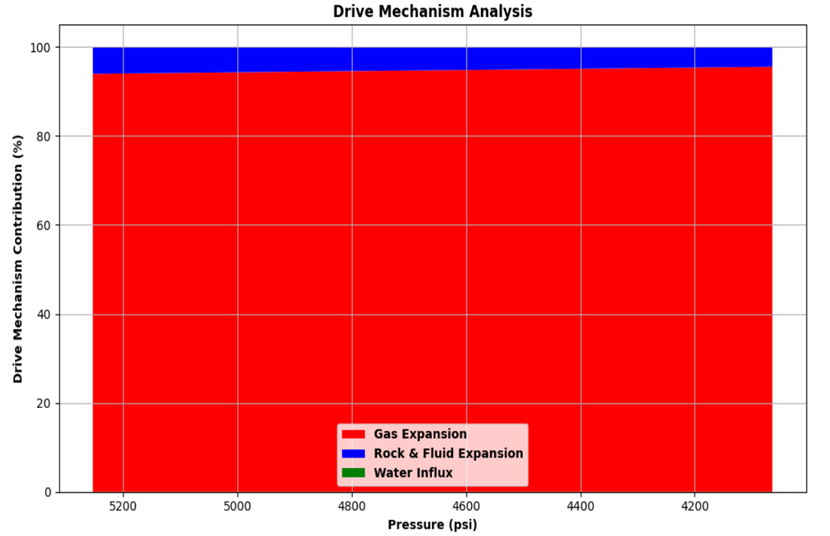 Drive Mechanism Analysis
Drive Mechanism Contribution (%)
100
80
60
40
20
0
Gas Expansion
Rock & Fluid Expansion
Water Influx
5200 5000 4800 4600 4400 4200
Pressure (psi)